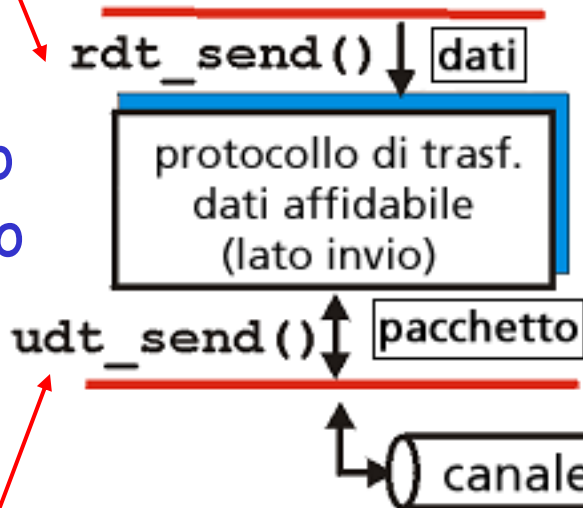 rdt_send() dati
protocollo di trasf.
dati affidabile
(lato invio)
udt_send() pacchetto
canale